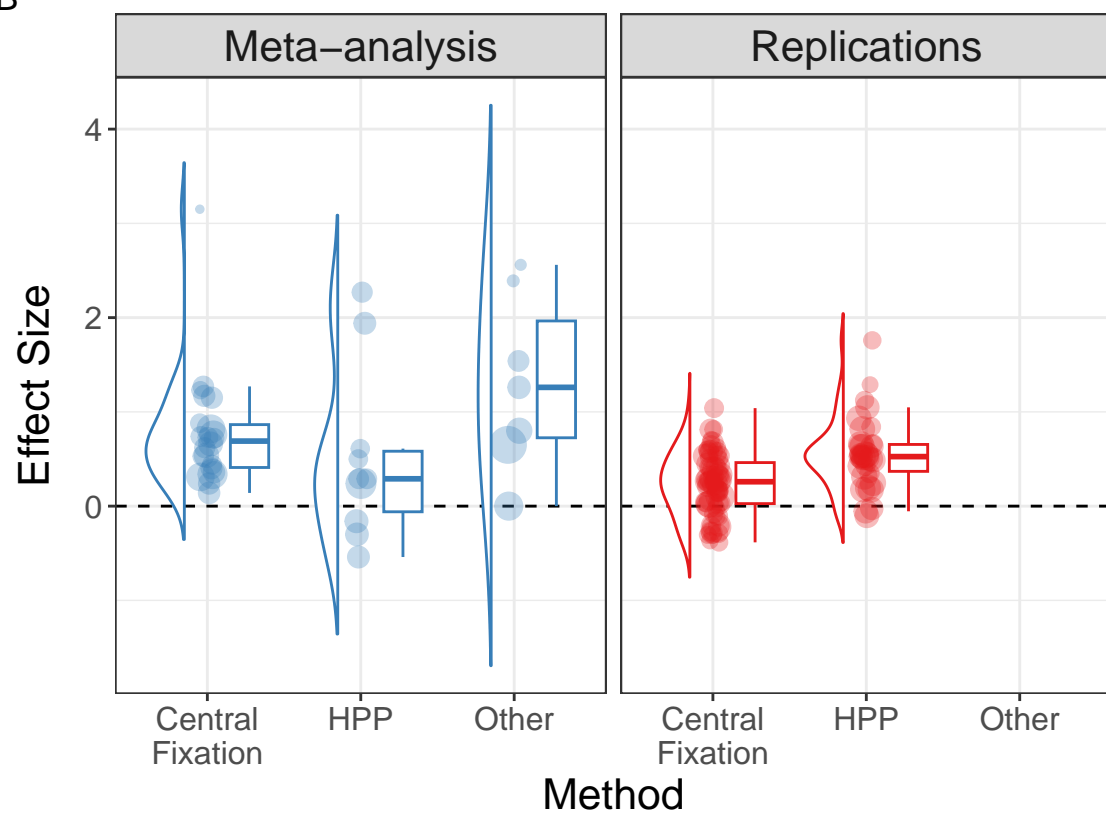 B
Meta−analysis
Replications
Effect Size
4
2
0
Central
Fixation
HPP
Other
Central
Fixation
HPP
Other
Method